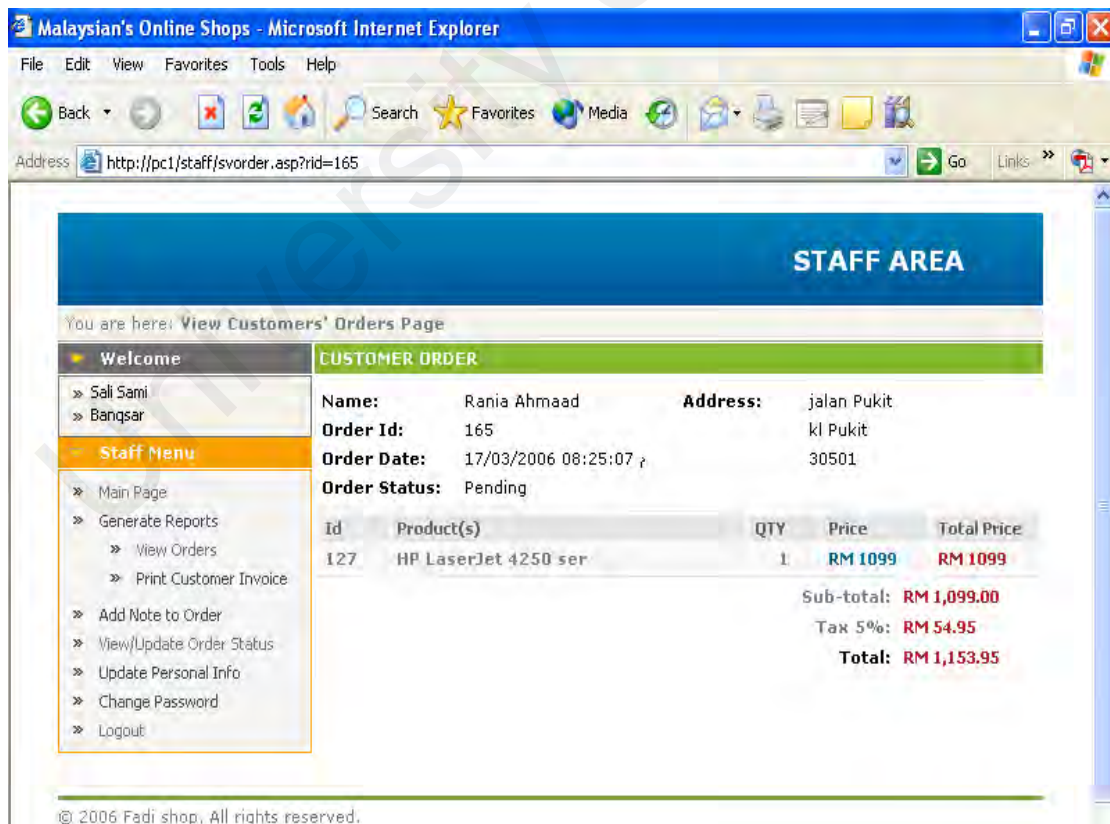 Malaysian's Online Shops - Microsoft Internet Explorer
File Edit View Favorites Tools Help
Back Search Favorites Media
Address http://pc1/staff/svorder.asp?rid=165 Go Links »
STAFF AREA
You are here: View Customers' Orders Page
Welcome
» Sali Sami
» Bangsar
Staff Menu
» Main Page
» Generate Reports
» View Orders
» Print Customer Invoice
» Add Note to Order
» View/Update Order Status
» Update Personal Info
» Change Password
» Logout
CUSTOMER ORDER
Name: Rania Ahmaad Address: jalan Pukit
Order Id: 165 kl Pukit
Order Date: 17/03/2006 08:25:07 م 30501
Order Status: Pending
Id Product(s) QTY Price Total Price
127 HP LaserJet 4250 ser 1 RM 1099 RM 1099
Sub-total: RM 1,099.00
Tax 5%: RM 54.95
Total: RM 1,153.95
© 2006 Fadi shop, All rights reserved.
University